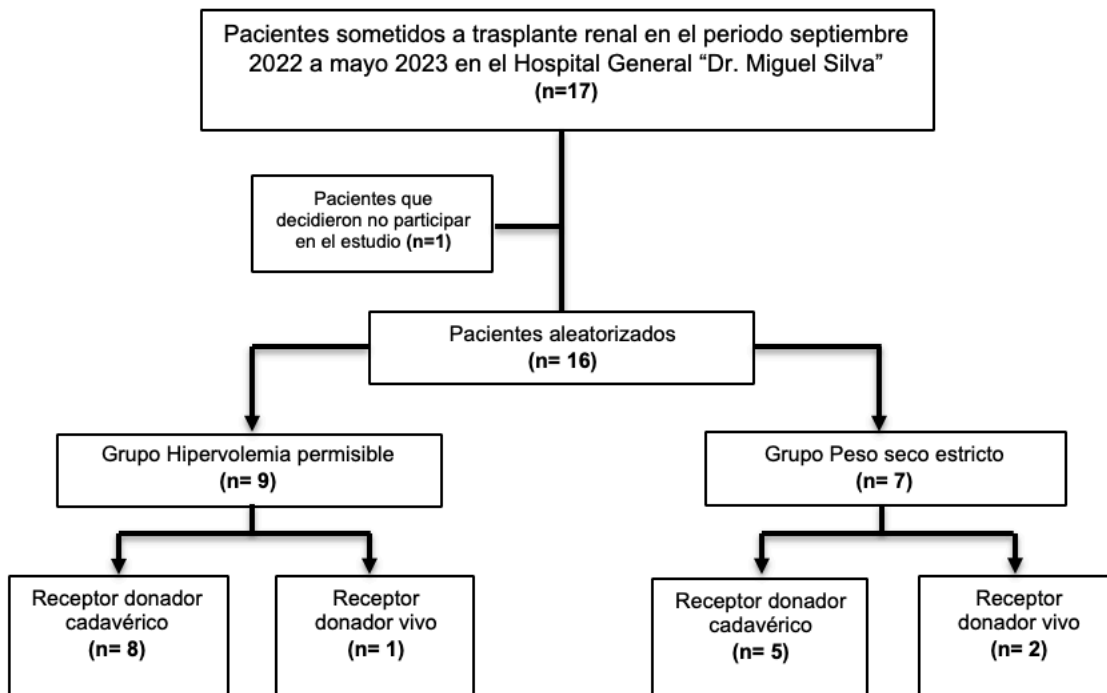 Pacientes sometidos a trasplante renal en el periodo septiembre
2022 a mayo 2023 en el Hospital General “Dr. Miguel Silva”
(n=17)
Pacientes que
decidieron no participar
en el estudio (n=1)
Pacientes aleatorizados
(n= 16)
Grupo Hipervolemia permisible
(n= 9)
Grupo Peso seco estricto
(n= 7)
Receptor donador
cadavérico
(n= 8)
Receptor
donador vivo
(n= 1)
Receptor donador
cadavérico
(n= 5)
Receptor
donador vivo
(n= 2)